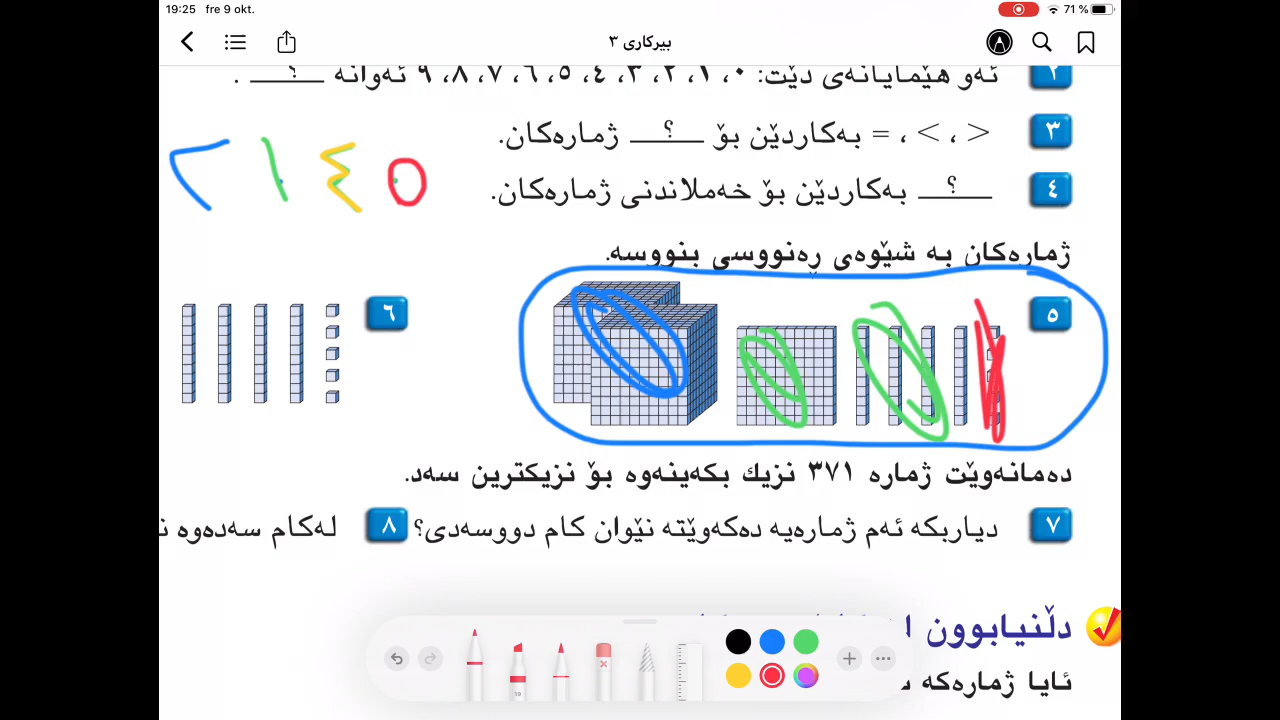 19:25 fre 9 okt. 71 %
بیرکاری ٣
٢ ئەو هێمایانەی دێت: ٠، ١، ٢، ٣، ٤، ٥، ٦، ٧، ٨، ٩ ئەوانە ؟ .
٣ > ، < ، = بەکاردێن بۆ ؟ ژمارەکان.
٢١٤٥
٤ ؟ بەکاردێن بۆ خەملاندنی ژمارەکان.
ژمارەکان بە شێوەی ڕەنووسی بنووسە.
٥ ٦
دەمانەوێت ژمارە ٣٧١ نزیك بکەینەوە بۆ نزیکترین سەد.
٧ دیاربکە ئەم ژمارەیە دەکەوێتە نێوان کام دووسەدی؟ ٨ لەکام سەدەوە
دڵنیابوون
ئایا ژمارەکە